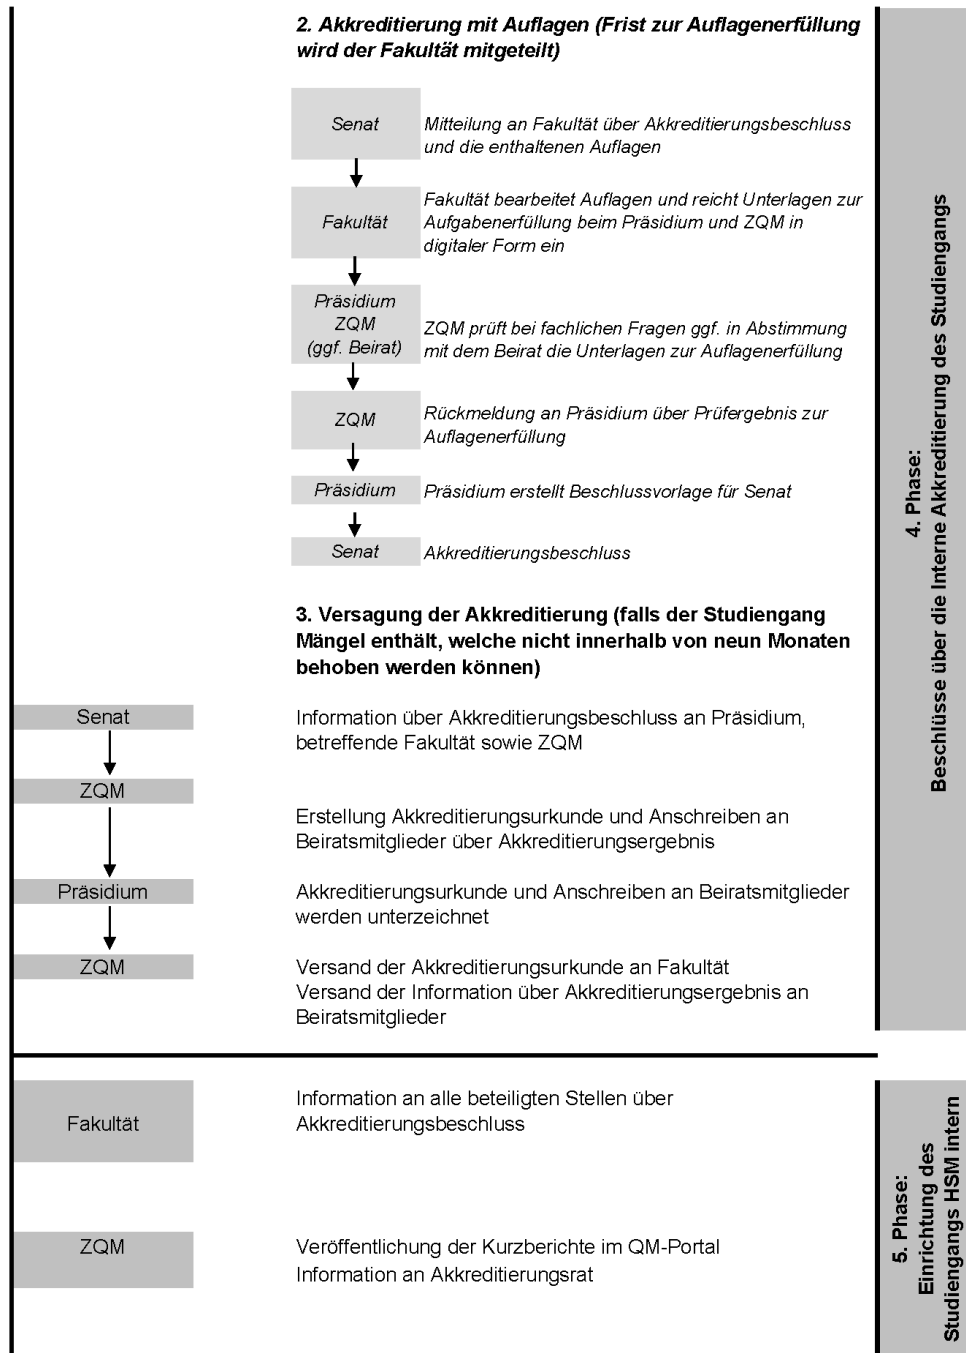 2. Akkreditierung mit Auflagen (Frist zur Auflagenerfüllung
wird der Fakultät mitgeteilt)
Senat
Mitteilung an Fakultät über Akkreditierungsbeschluss
und die enthaltenen Auflagen
Fakultät
Fakultät bearbeitet Auflagen und reicht Unterlagen zur
Aufgabenerfüllung beim Präsidium und ZQM in
digitaler Form ein
Präsidium
ZQM
(ggf. Beirat)
ZQM prüft bei fachlichen Fragen ggf. in Abstimmung
mit dem Beirat die Unterlagen zur Auflagenerfüllung
ZQM
Rückmeldung an Präsidium über Prüfergebnis zur
Auflagenerfüllung
Präsidium
Präsidium erstellt Beschlussvorlage für Senat
Senat
Akkreditierungsbeschluss
3. Versagung der Akkreditierung (falls der Studiengang
Mängel enthält, welche nicht innerhalb von neun Monaten
behoben werden können)
Senat
Information über Akkreditierungsbeschluss an Präsidium,
betreffende Fakultät sowie ZQM
ZQM
Erstellung Akkreditierungsurkunde und Anschreiben an
Beiratsmitglieder über Akkreditierungsergebnis
Präsidium
Akkreditierungsurkunde und Anschreiben an Beiratsmitglieder
werden unterzeichnet
ZQM
Versand der Akkreditierungsurkunde an Fakultät
Versand der Information über Akkreditierungsergebnis an
Beiratsmitglieder
4. Phase:
Beschlüsse über die Interne Akkreditierung des Studiengangs
Fakultät
Information an alle beteiligten Stellen über
Akkreditierungsbeschluss
ZQM
Veröffentlichung der Kurzberichte im QM-Portal
Information an Akkreditierungsrat
5. Phase:
Einrichtung des
Studiengangs HSM intern